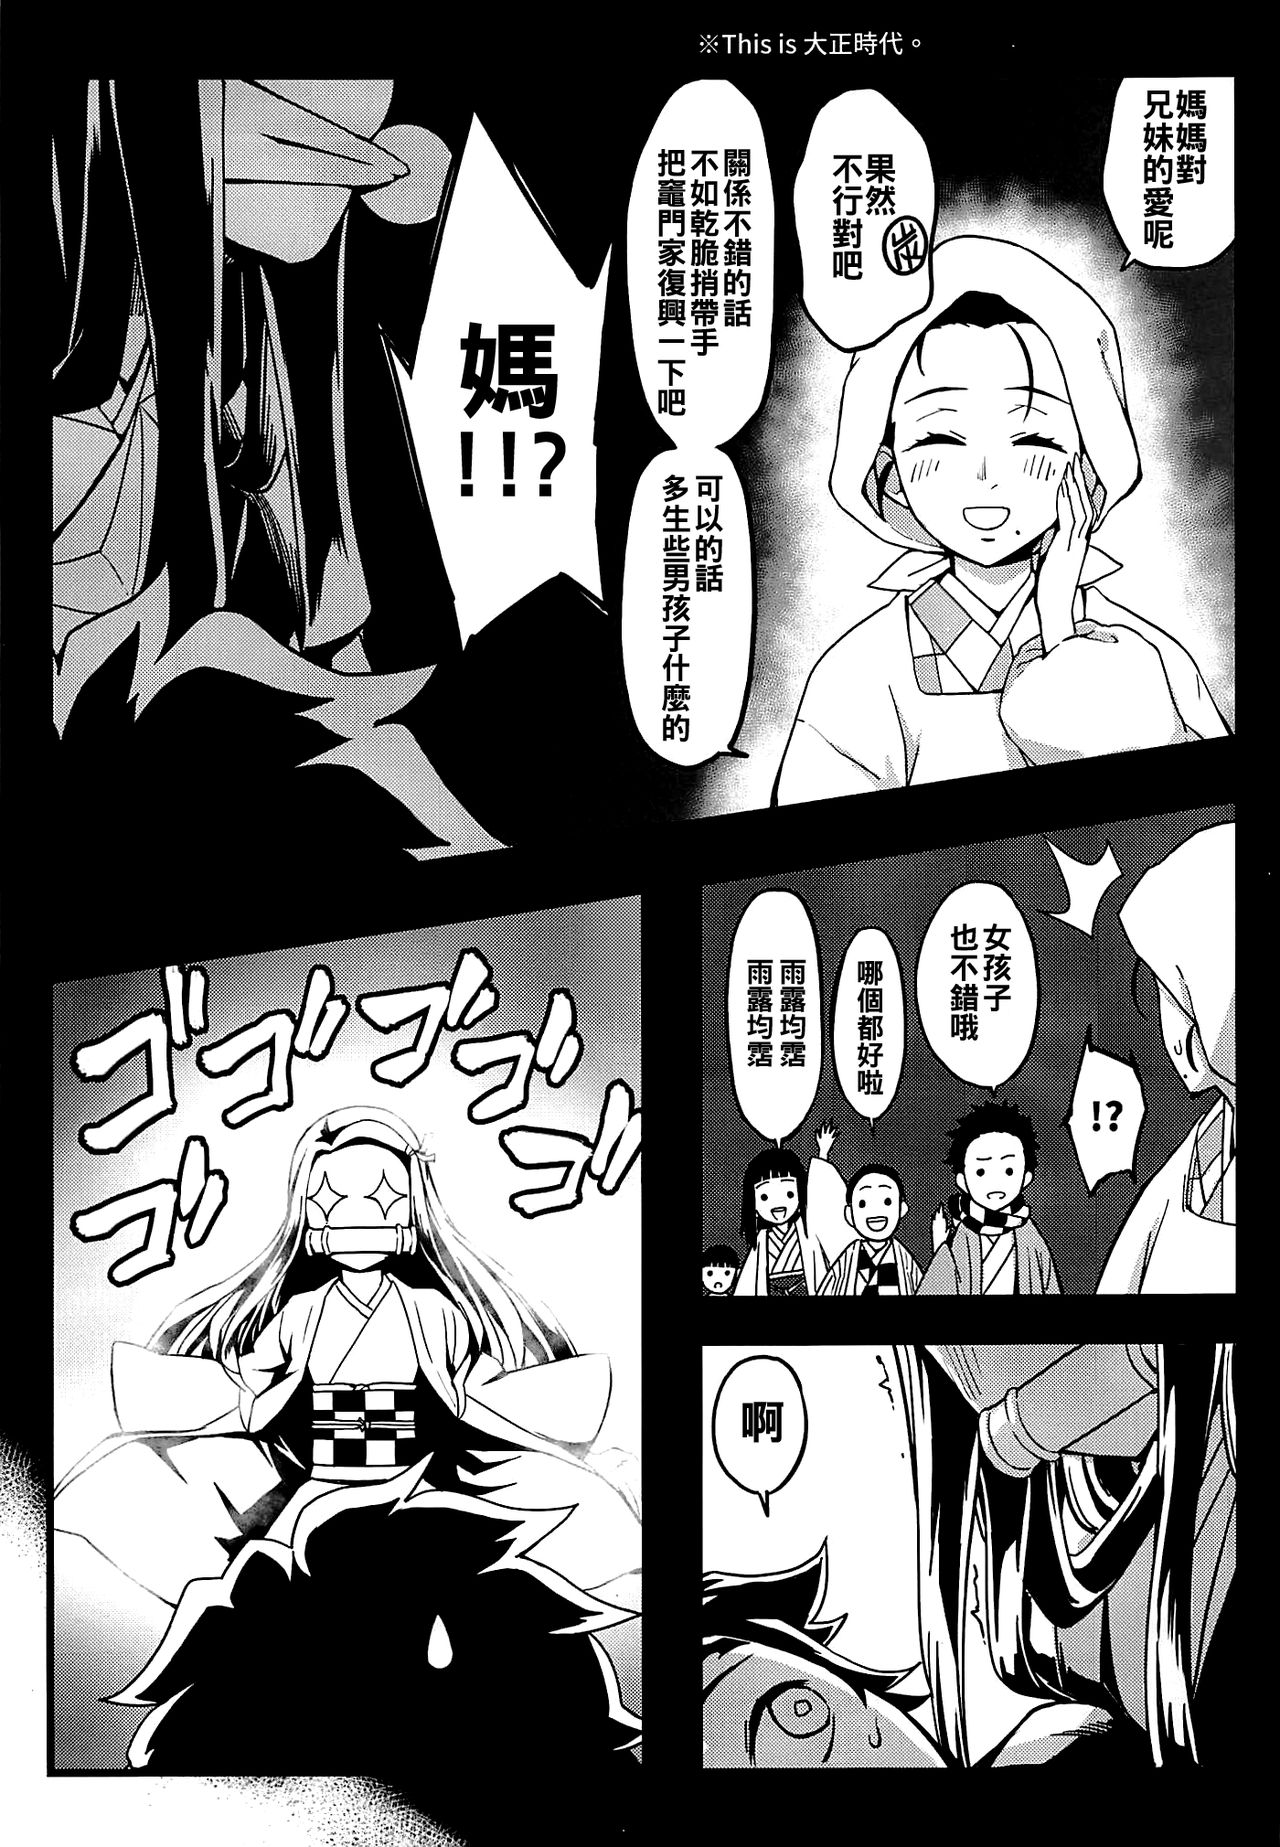 ※This is 大正時代。
媽媽對
兄妹的愛呢
果然
不行對吧
關係不錯的話
不如乾脆捎帶手
把竈門家復興一下吧
可以的話
多生些男孩子什麼的
媽
!!?
!?
女孩子
也不錯哦
哪個都好啦
雨露均霑
雨露均霑
啊
ゴゴゴゴゴゴ